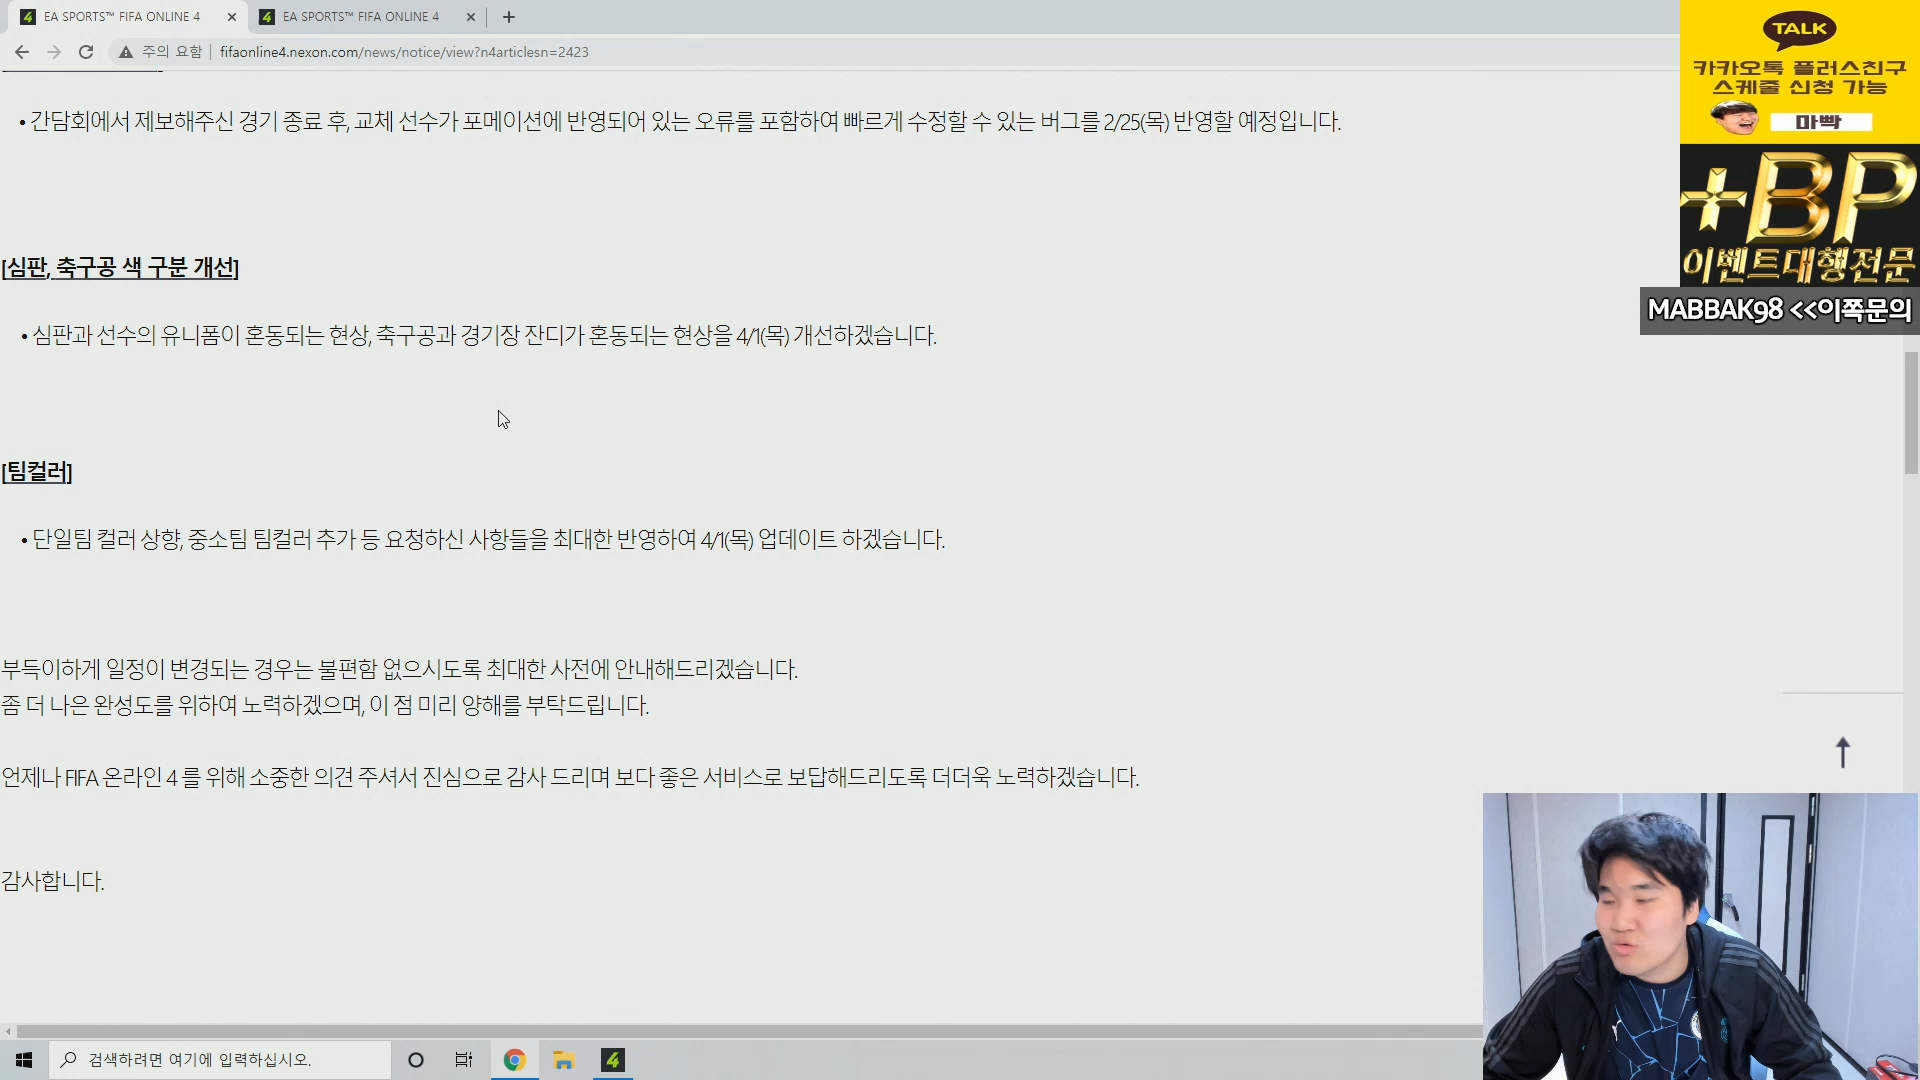 EA SPORTS™ FIFA ONLINE 4
EA SPORTS™ FIFA ONLINE 4
주의 요함
fifaonline4.nexon.com/news/notice/view?n4articlesn=2423
• 간담회에서 제보해주신 경기 종료 후, 교체 선수가 포메이션에 반영되어 있는 오류를 포함하여 빠르게 수정할 수 있는 버그를 2/25(목) 반영할 예정입니다.
[심판, 축구공 색 구분 개선]
• 심판과 선수의 유니폼이 혼동되는 현상, 축구공과 경기장 잔디가 혼동되는 현상을 4/1(목) 개선하겠습니다.
[팀컬러]
• 단일팀 컬러 상향, 중소팀 팀컬러 추가 등 요청하신 사항들을 최대한 반영하여 4/1(목) 업데이트 하겠습니다.
부득이하게 일정이 변경되는 경우는 불편함 없으시도록 최대한 사전에 안내해드리겠습니다.
좀 더 나은 완성도를 위하여 노력하겠으며, 이 점 미리 양해를 부탁드립니다.
언제나 FIFA 온라인 4 를 위해 소중한 의견 주셔서 진심으로 감사 드리며 보다 좋은 서비스로 보답해드리도록 더더욱 노력하겠습니다.
감사합니다.
TALK
카카오톡 플러스친구
스케줄 신청 가능
마빡
+BP
이벤트대행전문
MABBAK98 <<이쪽문의
검색하려면 여기에 입력하십시오.
4